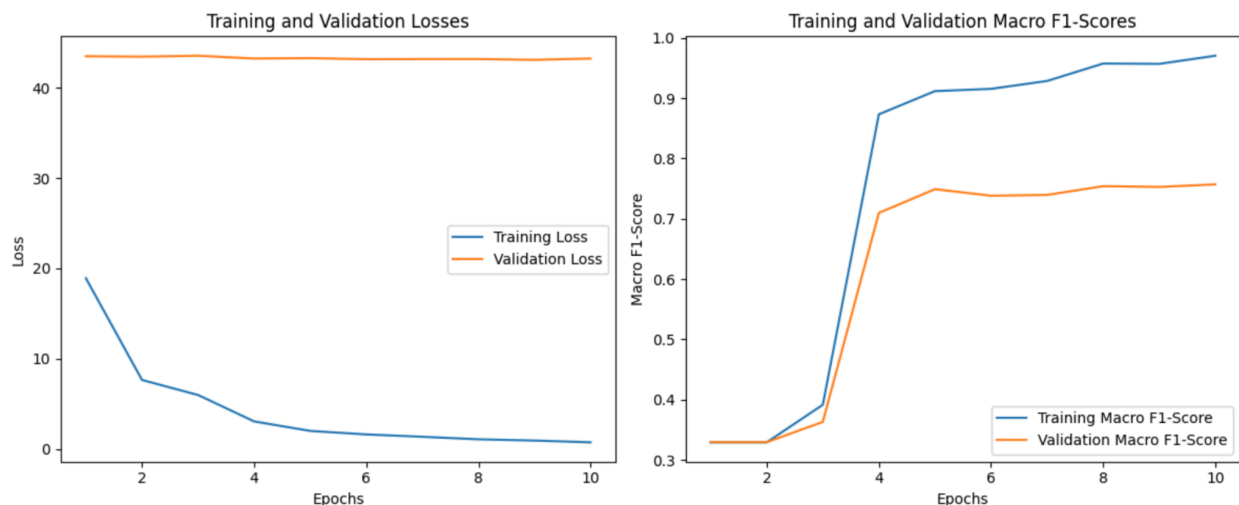 Training and Validation Losses
Loss
40
30
20
10
0
Training Loss
Validation Loss
2
4
6
8
10
Epochs
Training and Validation Macro F1-Scores
Macro F1-Score
1.0
0.9
0.8
0.7
0.6
0.5
0.4
0.3
Training Macro F1-Score
Validation Macro F1-Score
2
4
6
8
10
Epochs